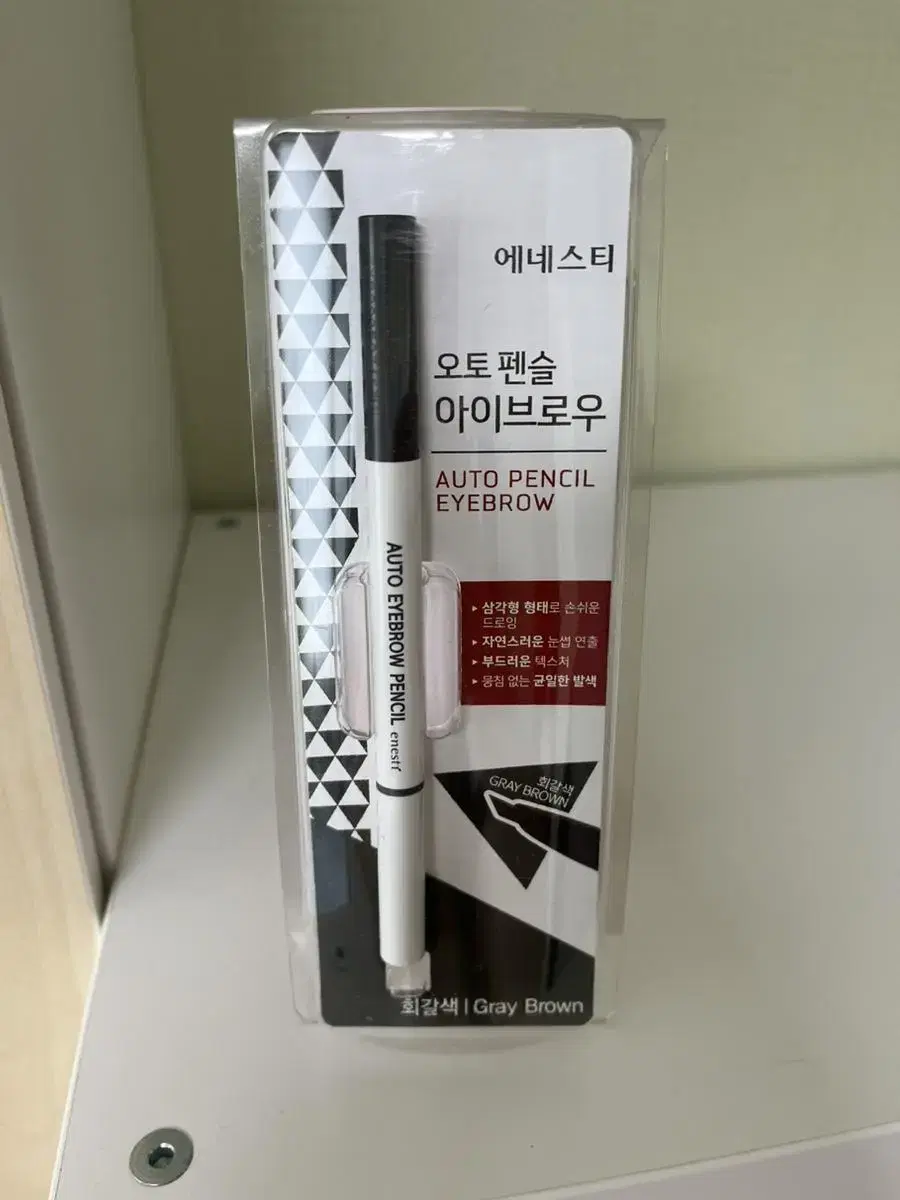 에네스티
오토 펜슬
아이브로우
AUTO PENCIL
EYEBROW
AUTO EYEBROW PENCIL enesti
▸ 삼각형 형태로 손쉬운
드로잉
▸ 자연스러운 눈썹 연출
▸ 부드러운 텍스처
▸ 뭉침 없는 균일한 발색
회갈색
GRAY BROWN
회갈색 | Gray Brown